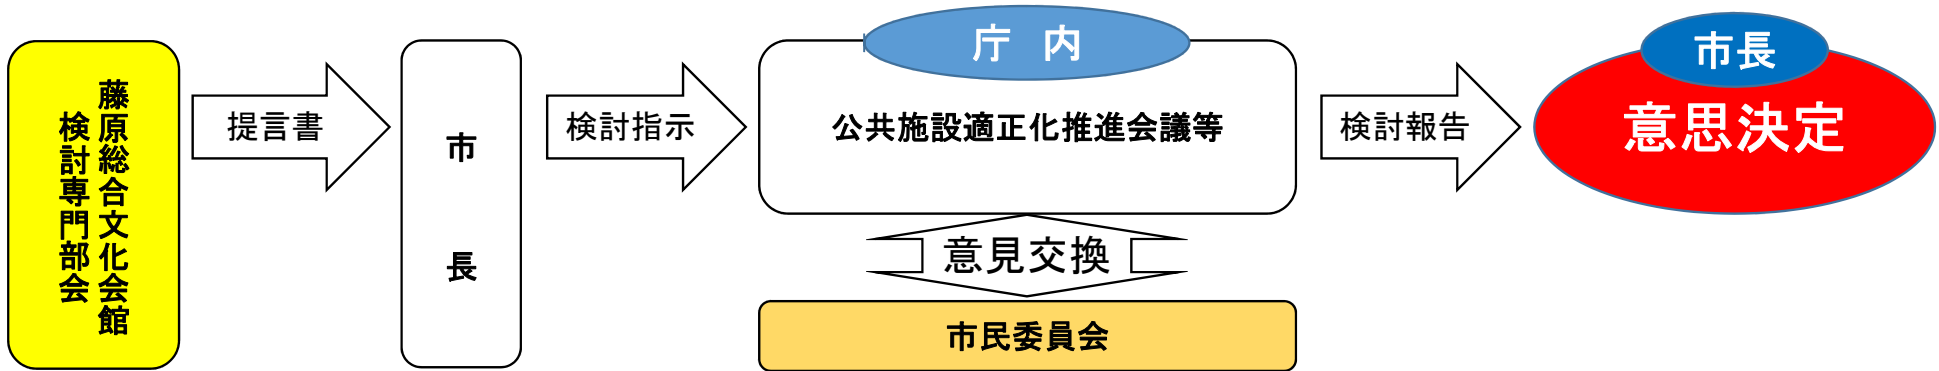 藤原総合文化会館
検討専門部会
提言書
市長
検討指示
庁　内
公共施設適正化推進会議等
意見交換
市民委員会
検討報告
市長
意思決定